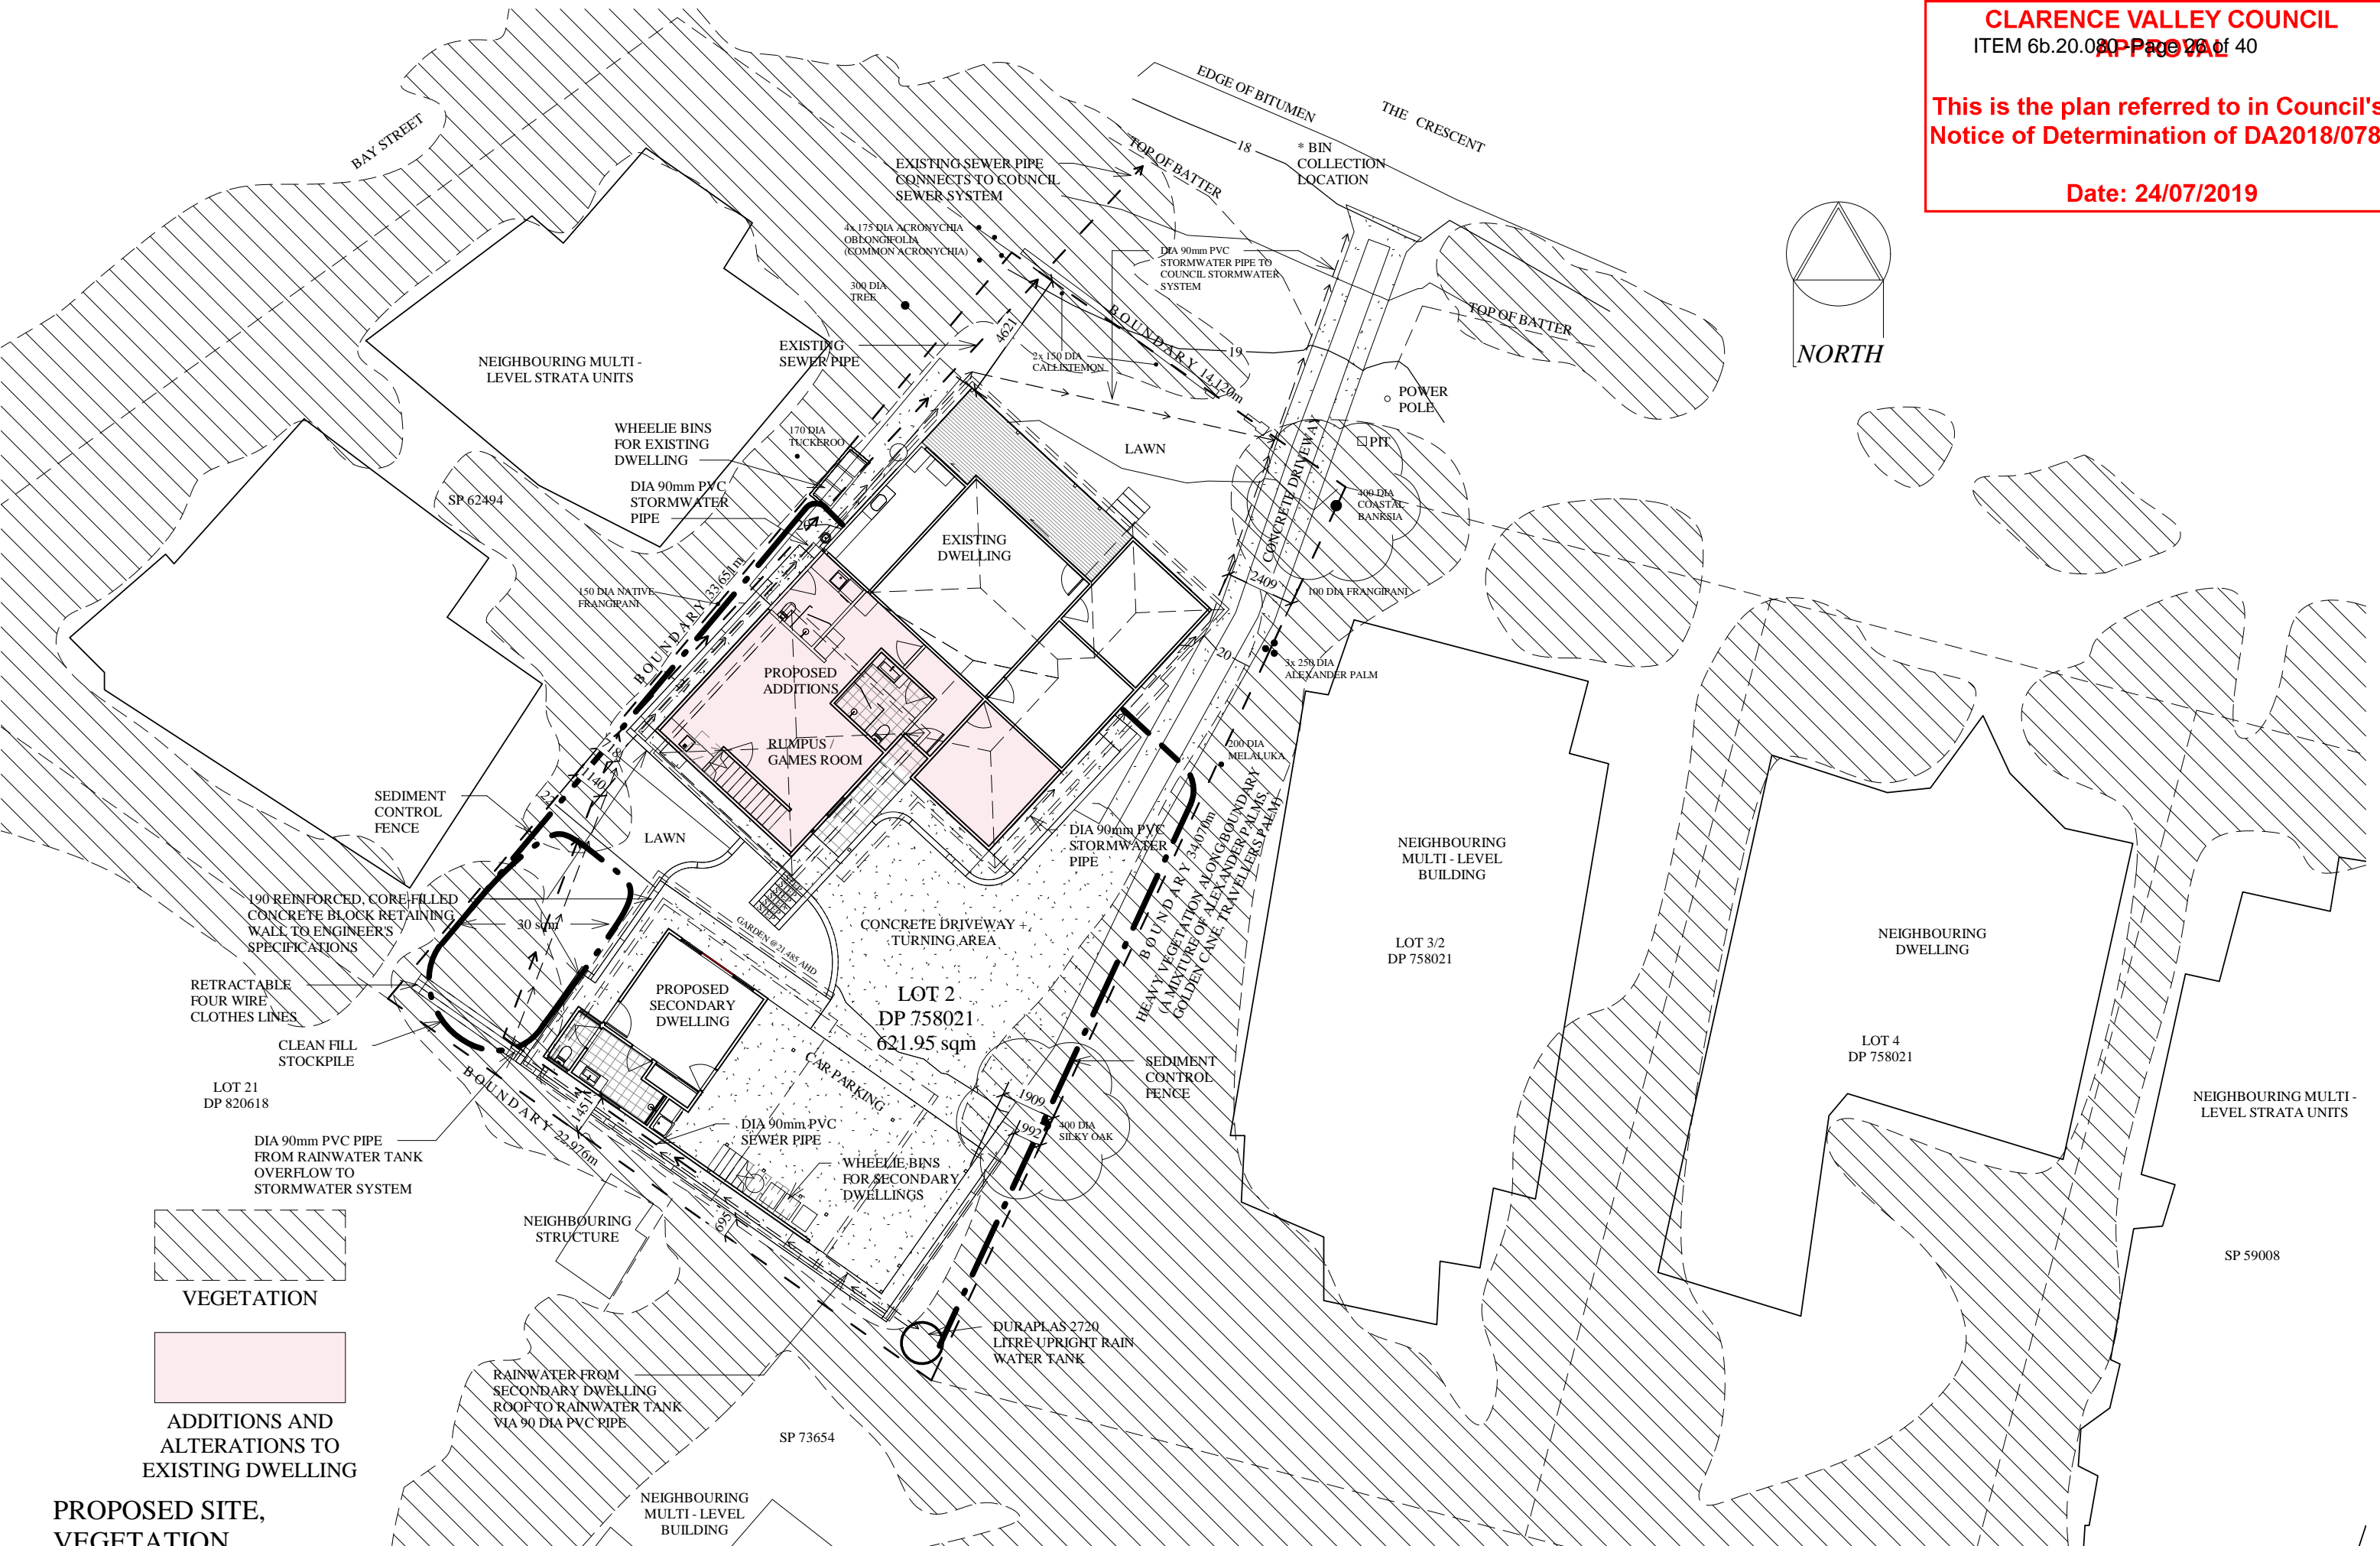 CLARENCE VALLEY COUNCIL
APPROVAL
ITEM 6b.20.080 -Page 26 of 40
This is the plan referred to in Council's
Notice of Determination of DA2018/078
Date: 24/07/2019
BAY STREET
EDGE OF BITUMEN
THE CRESCENT
18
* BIN
COLLECTION
LOCATION
TOP OF BATTER
EXISTING SEWER PIPE
CONNECTS TO COUNCIL
SEWER SYSTEM
4x 175 DIA ACRONYCHIA
OBLONGIFOLIA
(COMMON ACRONYCHIA)
DIA 90mm PVC
STORMWATER PIPE TO
COUNCIL STORMWATER
SYSTEM
300 DIA
TREE
TOP OF BATTER
NORTH
EXISTING
SEWER PIPE
4621
BOUNDARY 14.120m
19
2x 150 DIA
CALLISTEMON
NEIGHBOURING MULTI -
LEVEL STRATA UNITS
POWER
POLE
WHEELIE BINS
FOR EXISTING
DWELLING
170 DIA
TUCKEROO
LAWN
PIT
CONCRETE DRIVEWAY
SP 62494
DIA 90mm PVC
STORMWATER
PIPE
400 DIA
COASTAL
BANKSIA
EXISTING
DWELLING
BOUNDARY 33.651m
150 DIA NATIVE
FRANGIPANI
2409
100 DIA FRANGIPANI
20
3x 250 DIA
ALEXANDER PALM
PROPOSED
ADDITIONS
RUMPUS /
GAMES ROOM
718
1140
22
200 DIA
MELALUKA
SEDIMENT
CONTROL
FENCE
LAWN
DIA 90mm PVC
STORMWATER
PIPE
BOUNDARY 34.070m
HEAVY VEGETATION ALONG BOUNDARY
(A MIXTURE OF ALEXANDER PALMS,
GOLDEN CANE, TRAVELLERS PALM)
NEIGHBOURING
MULTI - LEVEL
BUILDING
190 REINFORCED, CORE-FILLED
CONCRETE BLOCK RETAINING
WALL TO ENGINEER'S
SPECIFICATIONS
30 sqm
GARDEN @21.485 AHD
CONCRETE DRIVEWAY +
TURNING AREA
LOT 3/2
DP 758021
NEIGHBOURING
DWELLING
RETRACTABLE
FOUR WIRE
CLOTHES LINES
PROPOSED
SECONDARY
DWELLING
LOT 2
DP 758021
621.95 sqm
CLEAN FILL
STOCKPILE
LOT 4
DP 758021
CAR PARKING
SEDIMENT
CONTROL
FENCE
LOT 21
DP 820618
BOUNDARY 22.976m
1451
1909
1992
400 DIA
SILKY OAK
NEIGHBOURING MULTI -
LEVEL STRATA UNITS
DIA 90mm PVC
SEWER PIPE
DIA 90mm PVC PIPE
FROM RAINWATER TANK
OVERFLOW TO
STORMWATER SYSTEM
WHEELIE BINS
FOR SECONDARY
DWELLINGS
695
NEIGHBOURING
STRUCTURE
SP 59008
VEGETATION
DURAPLAS 2720
LITRE UPRIGHT RAIN
WATER TANK
RAINWATER FROM
SECONDARY DWELLING
ROOF TO RAINWATER TANK
VIA 90 DIA PVC PIPE
ADDITIONS AND
ALTERATIONS TO
EXISTING DWELLING
SP 73654
NEIGHBOURING
MULTI - LEVEL
BUILDING
PROPOSED SITE,
VEGETATION